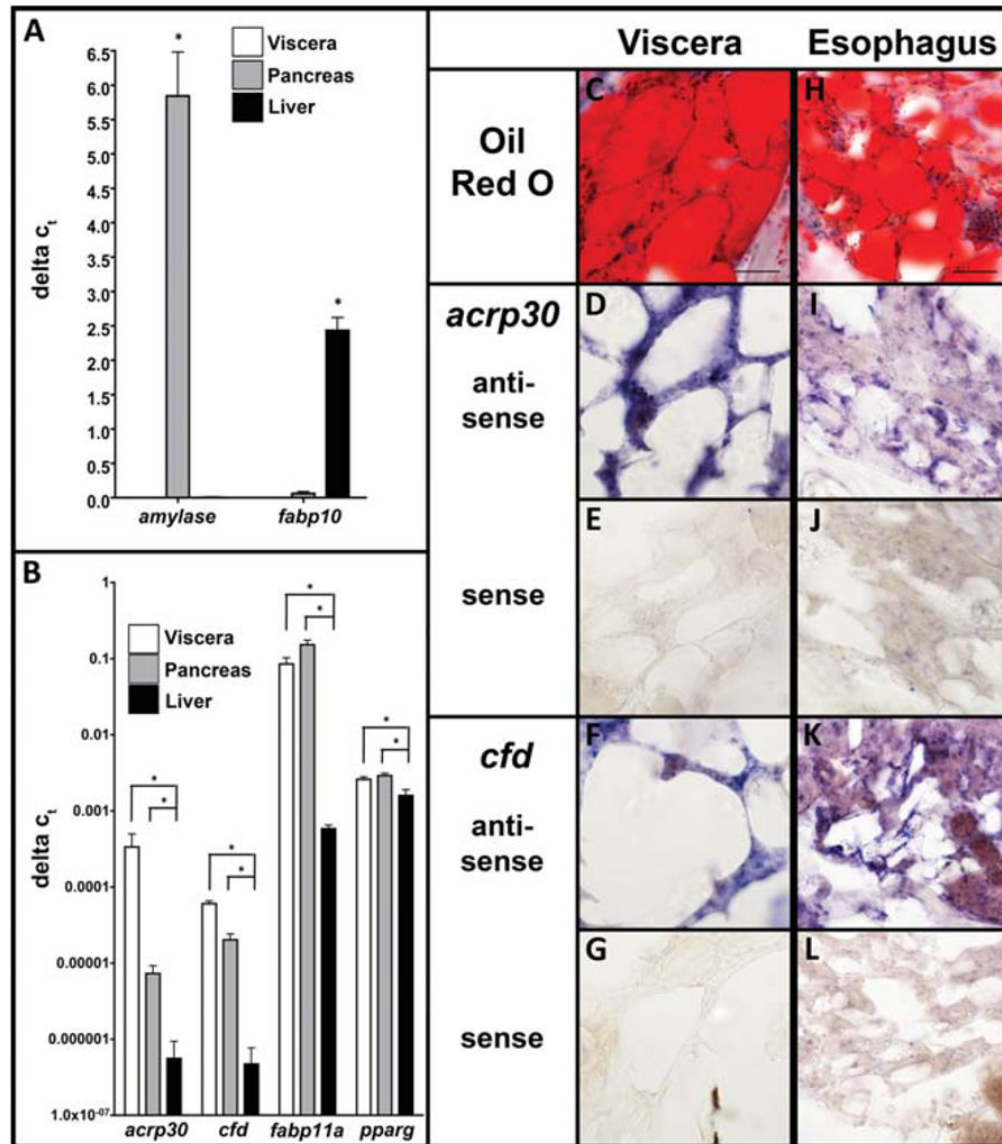 A
Viscera
Pancreas
Liver
delta ct
6.5
6.0
5.5
5.0
4.5
4.0
3.5
3.0
2.5
2.0
1.5
1.0
0.5
0.0
*
*
amylase fabp10
B
Viscera
Pancreas
Liver
delta ct
1
0.1
0.01
0.001
0.0001
0.00001
0.000001
1.0x10-07
*
*
*
*
*
*
*
*
acrp30 cfd fabp11a pparg
Viscera Esophagus
Oil
Red O
C
H
acrp30
anti-
sense
D
I
sense
E
J
cfd
anti-
sense
F
K
sense
G
L